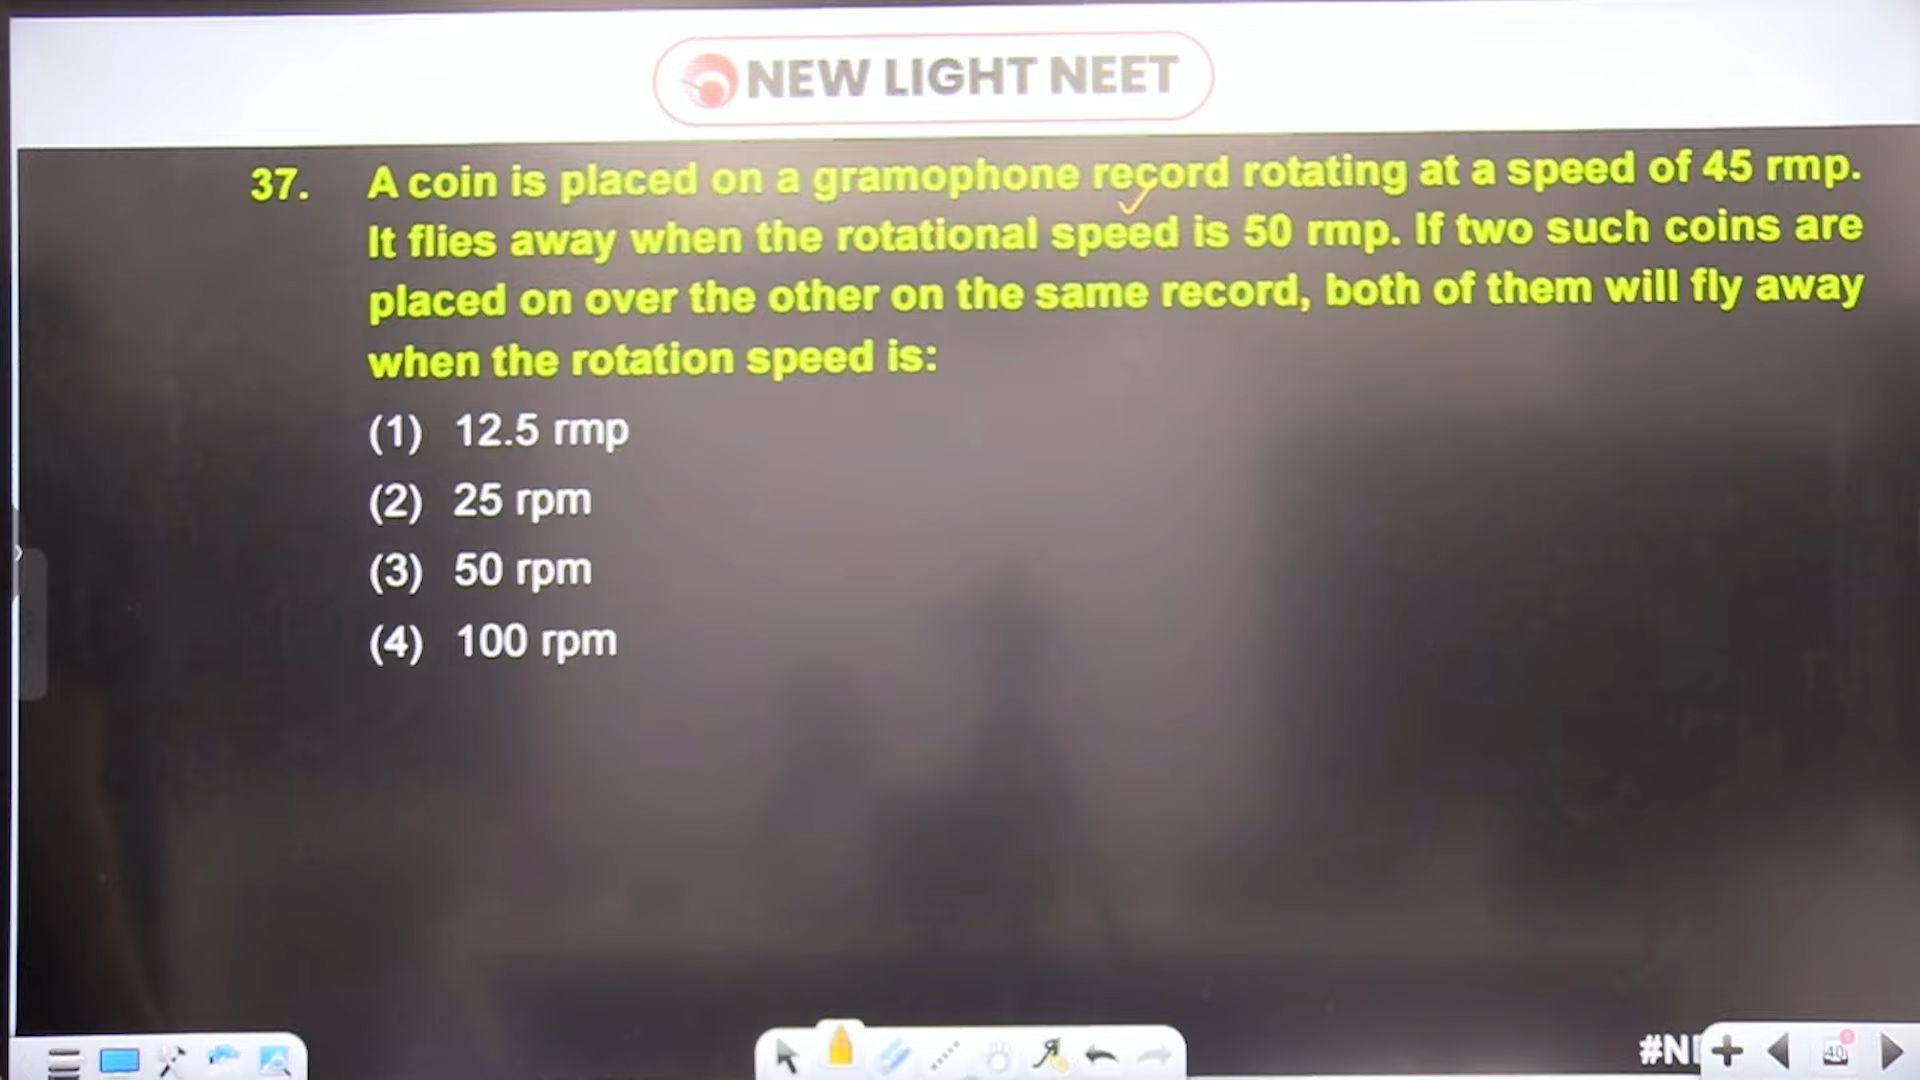 NEW LIGHT NEET
37. A coin is placed on a gramophone record rotating at a speed of 45 rmp.
It flies away when the rotational speed is 50 rmp. If two such coins are
placed on over the other on the same record, both of them will fly away
when the rotation speed is:
(1) 12.5 rmp
(2) 25 rpm
(3) 50 rpm
(4) 100 rpm
#N
40